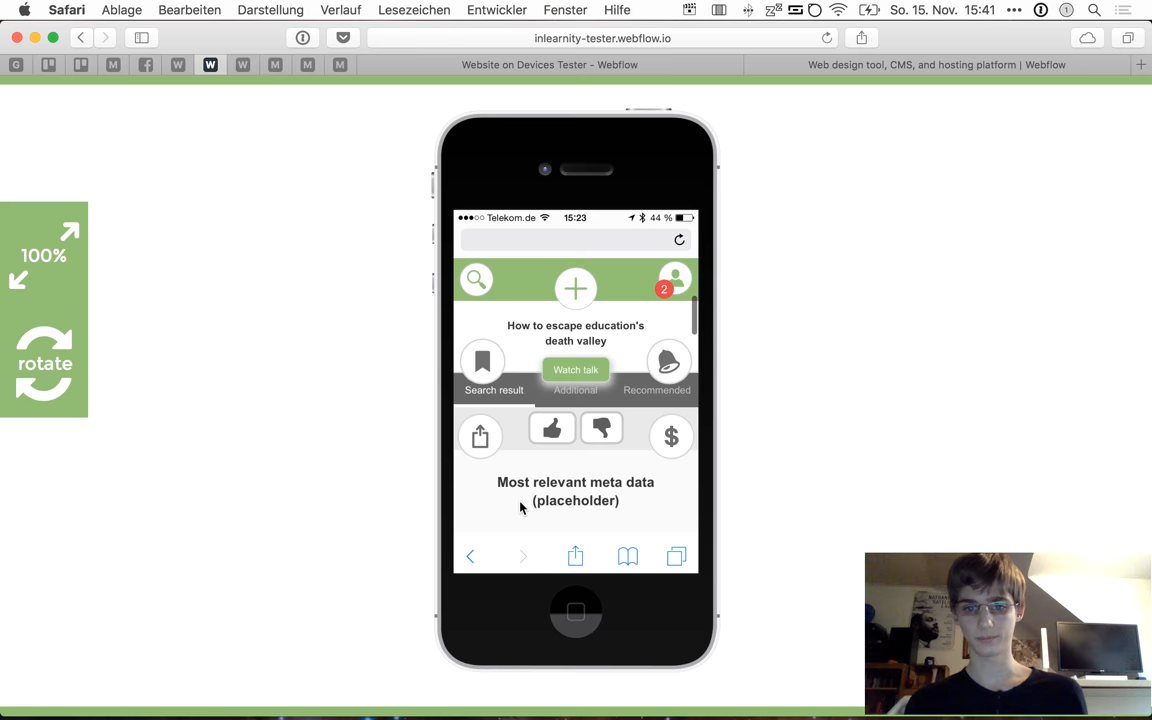 Safari Ablage Bearbeiten Darstellung Verlauf Lesezeichen Entwickler Fenster Hilfe So. 15. Nov. 15:41 ••• 1
inlearnity-tester.webflow.io
G M f W W W M M M Website on Devices Tester - Webflow Web design tool, CMS, and hosting platform | Webflow +
Telekom.de 15:23 44 %
2
How to escape education's
death valley
Watch talk
Search result Additional Recommended
$
Most relevant meta data
(placeholder)
100%
rotate